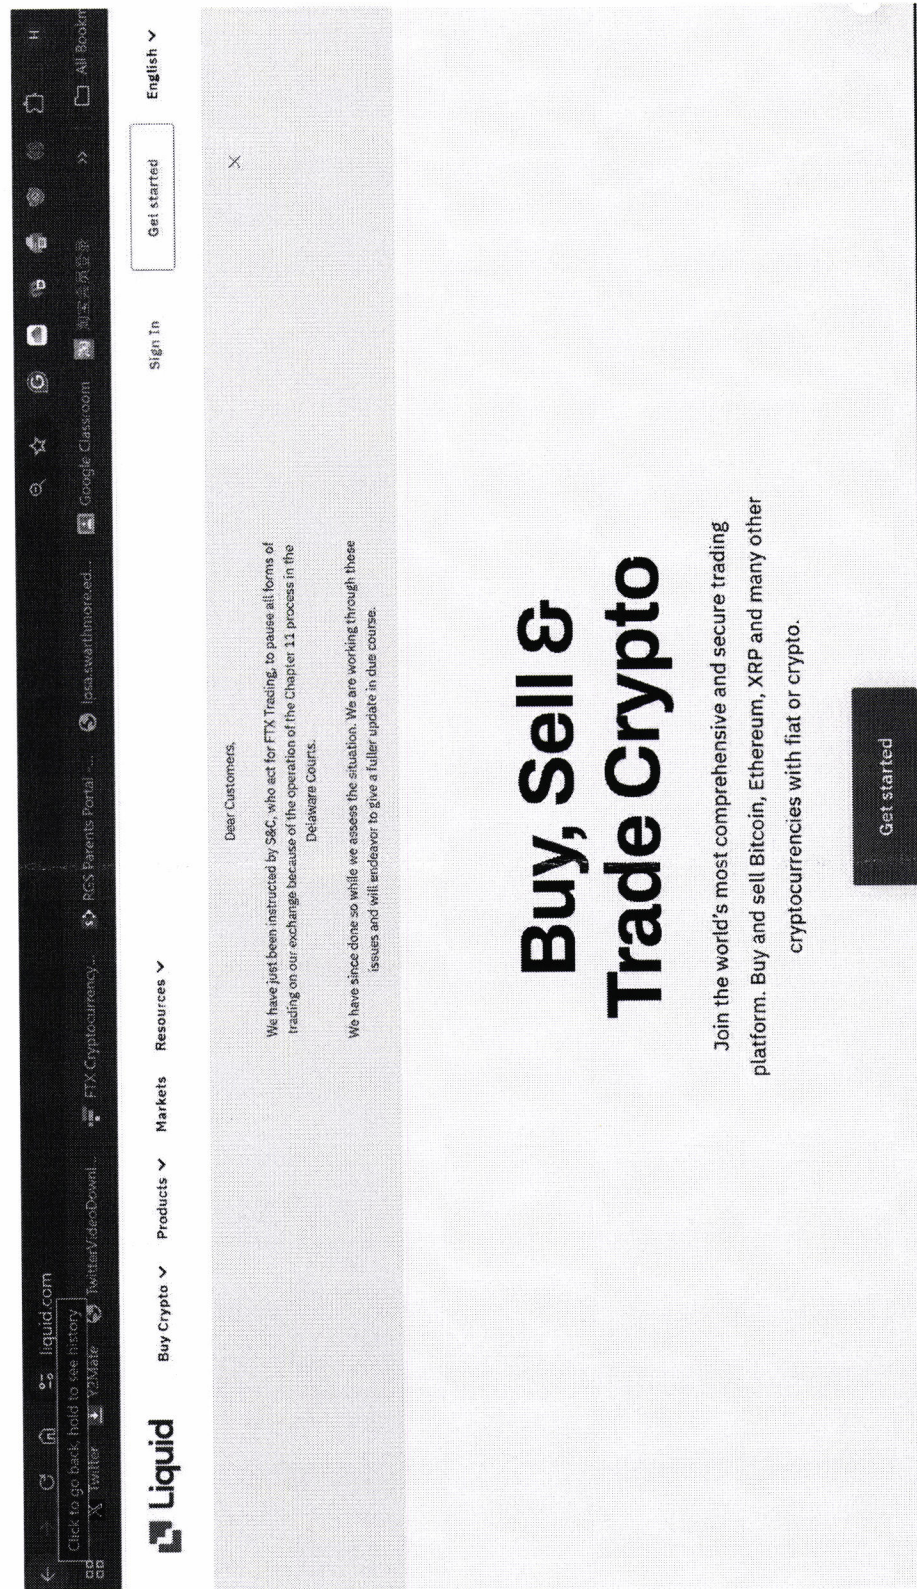 liquid.com
Click to go back, hold to see history
Twitter
Y2Mate
TwitterVideoDownl...
FTX Cryptocurrency...
RGS Parents Portal -...
ipsa.swarthmore.ed...
Google Classroom
All Bookm
Liquid
Buy Crypto
Products
Markets
Resources
Sign In
Get started
English
Dear Customers,
We have just been instructed by S&C, who act for FTX Trading, to pause all forms of
trading on our exchange because of the operation of the Chapter 11 process in the
Delaware Courts.
We have since done so while we assess the situation. We are working through these
issues and will endeavor to give a fuller update in due course.
Buy, Sell &
Trade Crypto
Join the world's most comprehensive and secure trading
platform. Buy and sell Bitcoin, Ethereum, XRP and many other
cryptocurrencies with fiat or crypto.
Get started